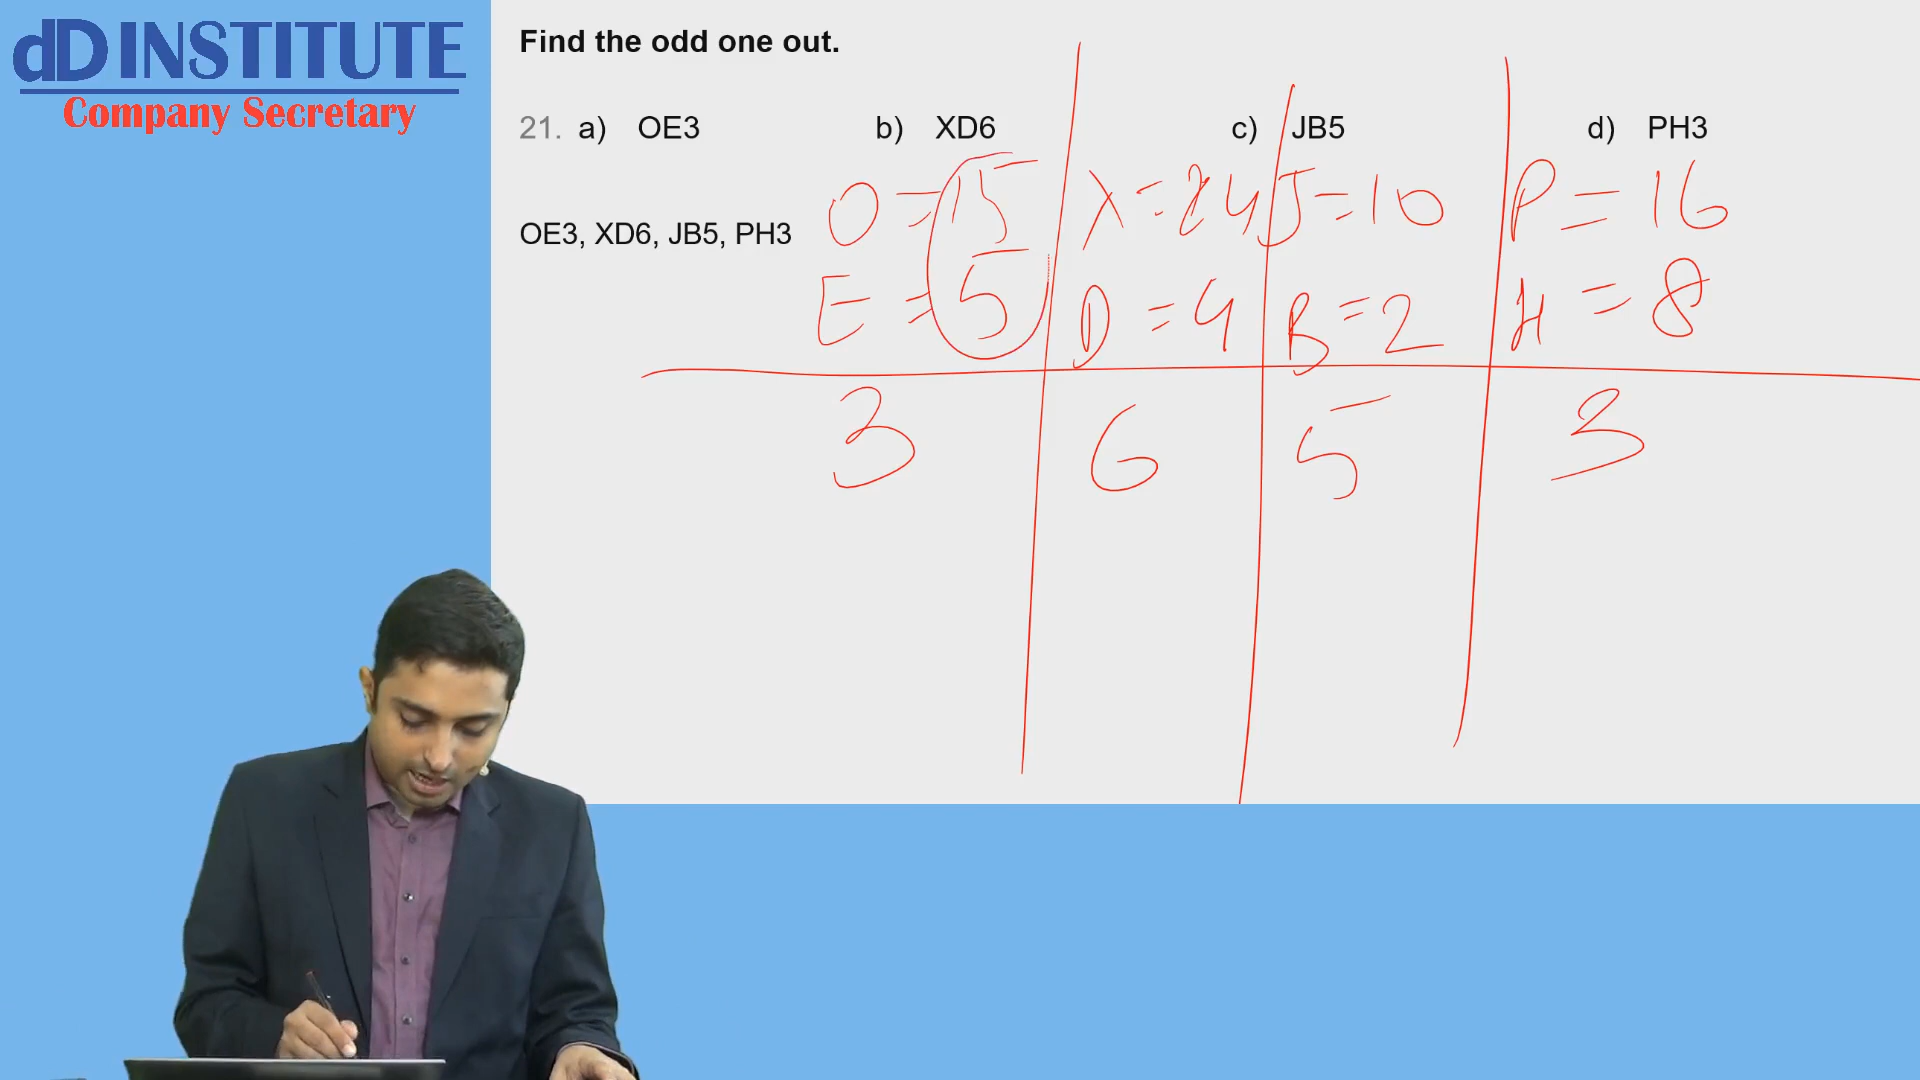 dD INSTITUTE
Company Secretary
Find the odd one out.
21. a) OE3 b) XD6 c) JB5 d) PH3
OE3, XD6, JB5, PH3
O = 15 X = 24 J = 10 P = 16
E = 5 D = 4 B = 2 H = 8
3 6 5 3